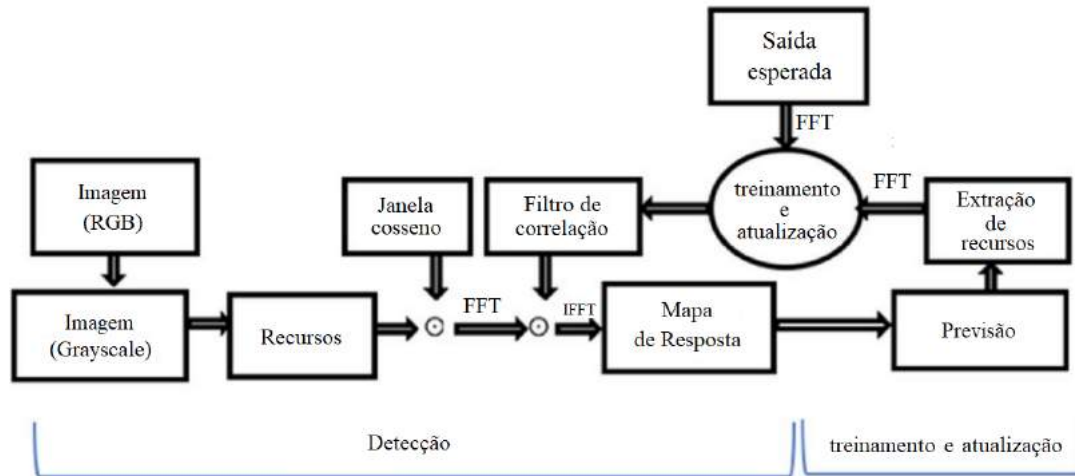 Saída
esperada
FFT
treinamento
e
atualização
FFT
Extração
de
recursos
Imagem
(RGB)
Janela
cosseno
Filtro de
correlação
Imagem
(Grayscale)
Recursos
FFT
IFFT
Mapa
de Resposta
Previsão
Detecção
treinamento e atualização